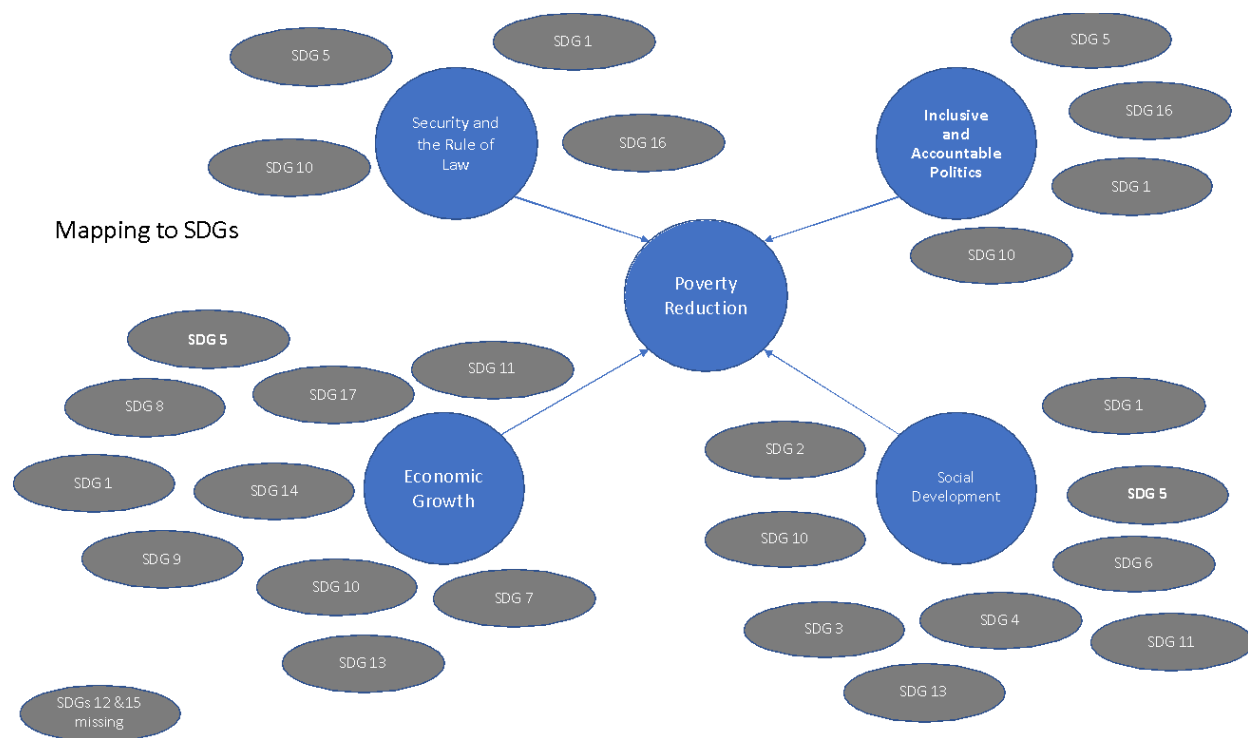 SDG 5
SDG 1
SDG 16
SDG 10
Security and
the Rule of
Law
SDG 5
SDG 16
SDG 1
SDG 10
Inclusive
and
Accountable
Politics
Mapping to SDGs
Poverty
Reduction
SDG 5
SDG 11
SDG 17
SDG 8
SDG 1
SDG 14
SDG 9
SDG 10
SDG 7
SDG 13
Economic
Growth
SDG 1
SDG 2
SDG 5
SDG 10
SDG 6
SDG 3
SDG 4
SDG 11
SDG 13
Social
Development
SDGs 12 &15
missing